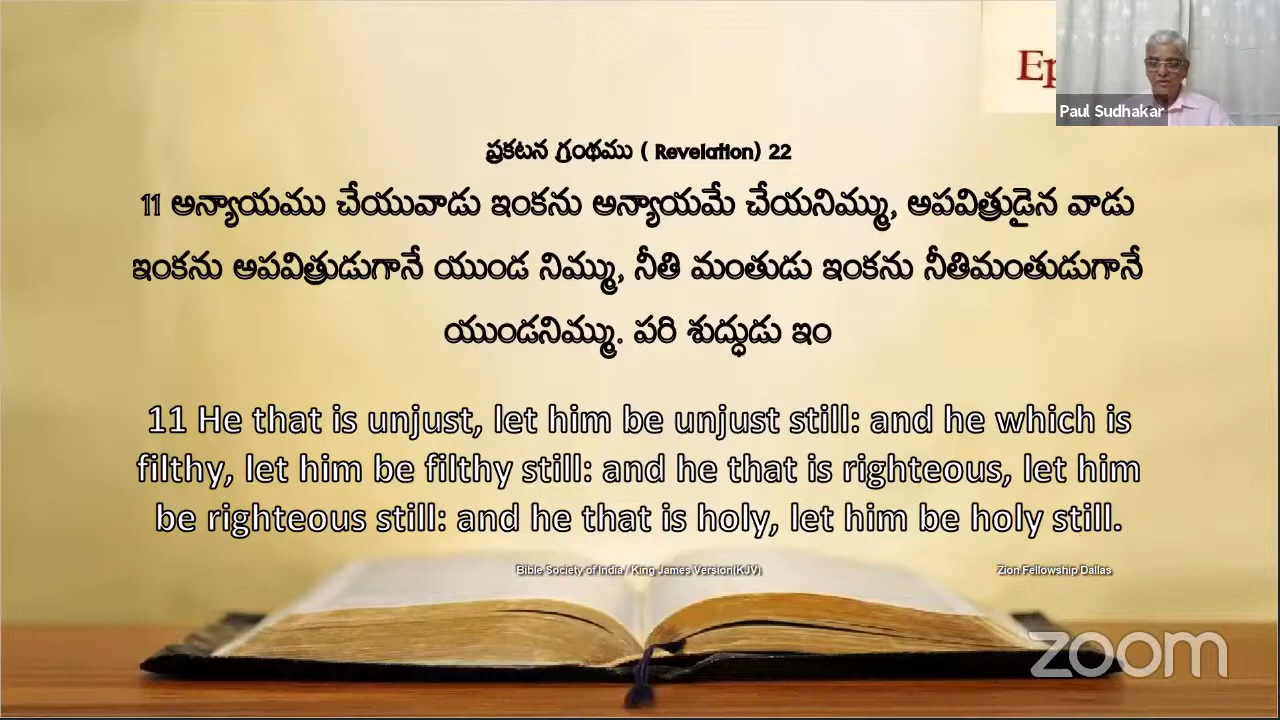 Ep
Paul Sudhakar
ప్రకటన గ్రంథము ( Revelation) 22
11 అన్యాయము చేయువాడు ఇంకను అన్యాయమే చేయనిమ్ము, అపవిత్రుడైన వాడు
ఇంకను అపవిత్రుడుగానే యుండ నిమ్ము, నీతి మంతుడు ఇంకను నీతిమంతుడుగానే
యుండనిమ్ము. పరి శుద్ధుడు ఇం
11 He that is unjust, let him be unjust still: and he which is
filthy, let him be filthy still: and he that is righteous, let him
be righteous still: and he that is holy, let him be holy still.
Bible Society of India / King James Version(KJV)
Zion Fellowship Dallas
zoom